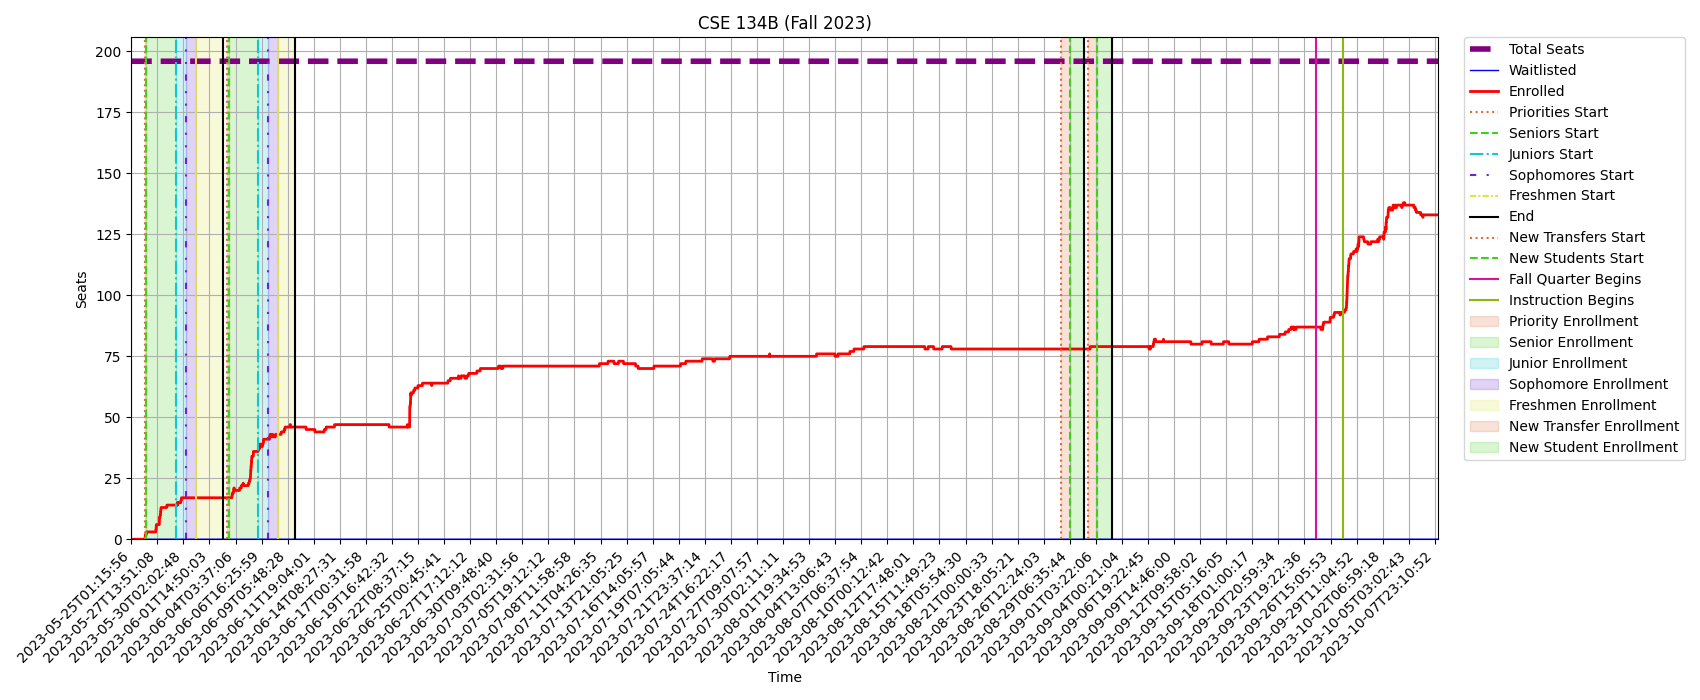 CSE 134B (Fall 2023)
Seats
200
175
150
125
100
75
50
25
0
2023-05-25T01:15:56
2023-05-27T13:51:08
2023-05-30T02:02:48
2023-06-01T14:50:03
2023-06-04T03:37:06
2023-06-06T16:25:59
2023-06-09T05:48:28
2023-06-11T19:04:01
2023-06-14T08:27:31
2023-06-17T00:31:58
2023-06-19T16:42:32
2023-06-22T08:37:15
2023-06-25T00:45:41
2023-06-27T17:12:12
2023-06-30T09:48:40
2023-07-03T02:31:56
2023-07-05T19:12:12
2023-07-08T11:58:58
2023-07-11T04:26:35
2023-07-13T21:05:25
2023-07-16T14:05:57
2023-07-19T07:05:44
2023-07-21T23:37:14
2023-07-24T16:22:17
2023-07-27T09:07:57
2023-07-30T02:11:11
2023-08-01T19:34:53
2023-08-04T13:06:43
2023-08-07T06:37:54
2023-08-10T00:12:42
2023-08-12T17:48:01
2023-08-15T11:49:23
2023-08-18T05:54:30
2023-08-21T00:00:33
2023-08-23T18:05:21
2023-08-26T12:24:03
2023-08-29T06:35:44
2023-09-01T03:22:06
2023-09-04T00:21:04
2023-09-06T19:22:45
2023-09-09T14:46:00
2023-09-12T09:58:02
2023-09-15T05:16:05
2023-09-18T01:00:17
2023-09-20T20:59:34
2023-09-23T19:22:36
2023-09-26T15:05:53
2023-09-29T11:04:52
2023-10-02T06:59:18
2023-10-05T03:02:43
2023-10-07T23:10:52
Time
Total Seats
Waitlisted
Enrolled
Priorities Start
Seniors Start
Juniors Start
Sophomores Start
Freshmen Start
End
New Transfers Start
New Students Start
Fall Quarter Begins
Instruction Begins
Priority Enrollment
Senior Enrollment
Junior Enrollment
Sophomore Enrollment
Freshmen Enrollment
New Transfer Enrollment
New Student Enrollment